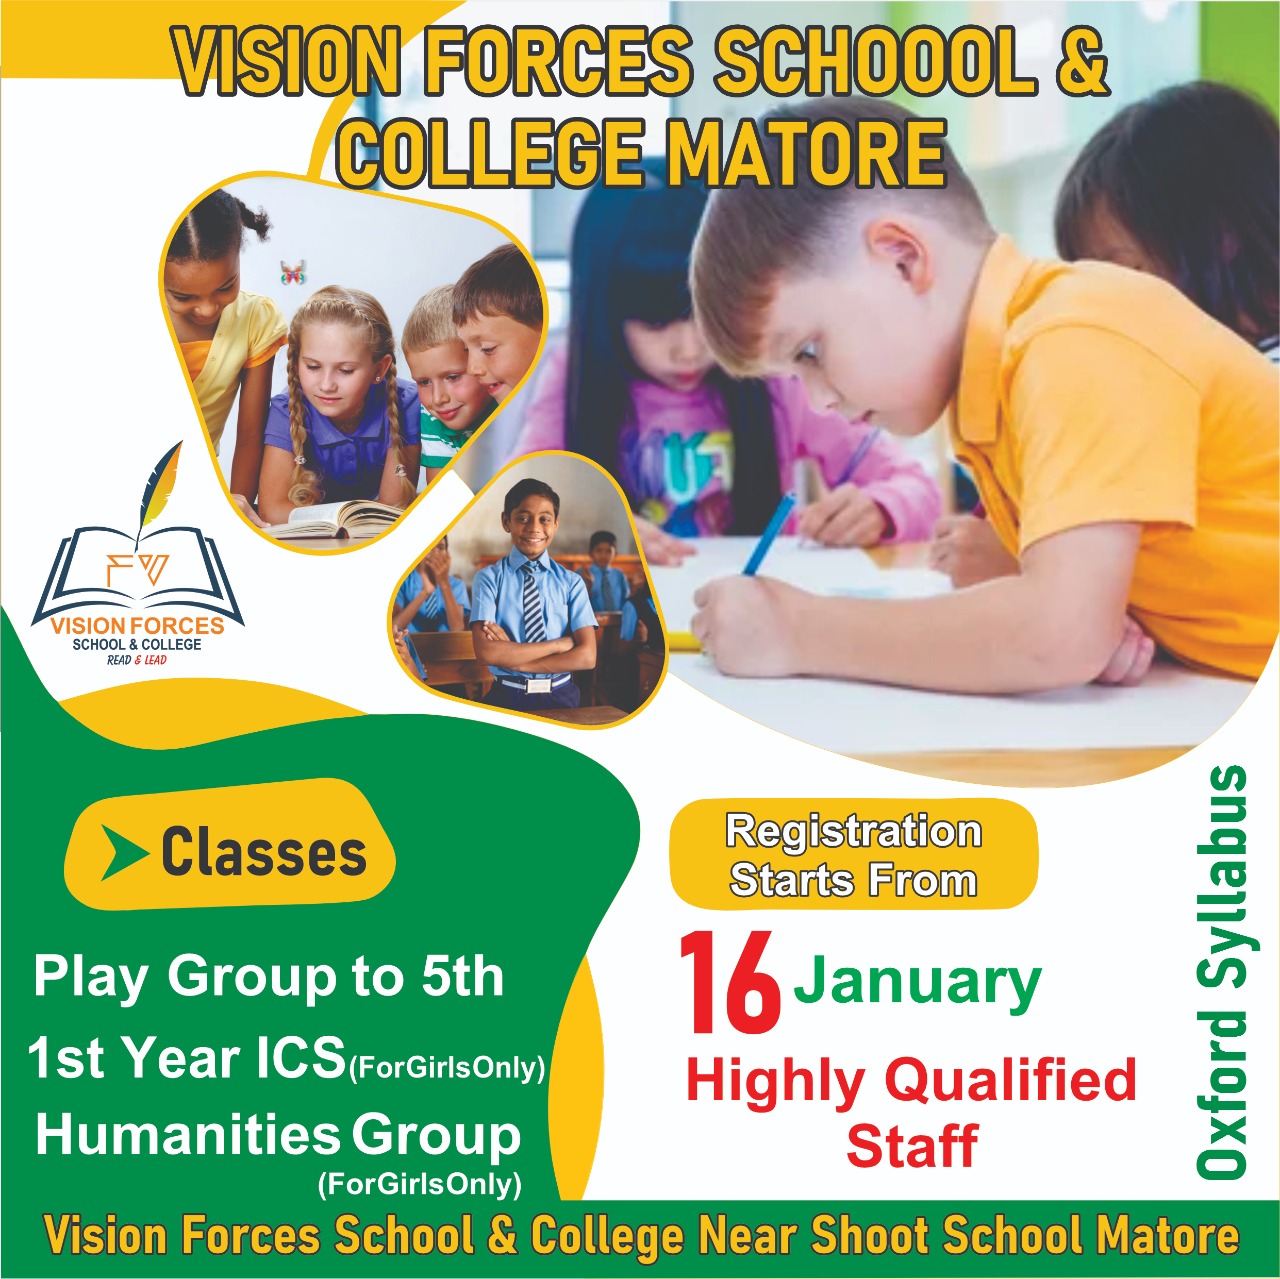 VISION FORCES SCHOOOL &
COLLEGE MATORE
FV
VISION FORCES
SCHOOL & COLLEGE
READ & LEAD
Classes
Play Group to 5th
1st Year ICS(ForGirlsOnly)
Humanities Group
(ForGirlsOnly)
Registration
Starts From
16 January
Highly Qualified
Staff
Oxford Syllabus
Vision Forces School & College Near Shoot School Matore